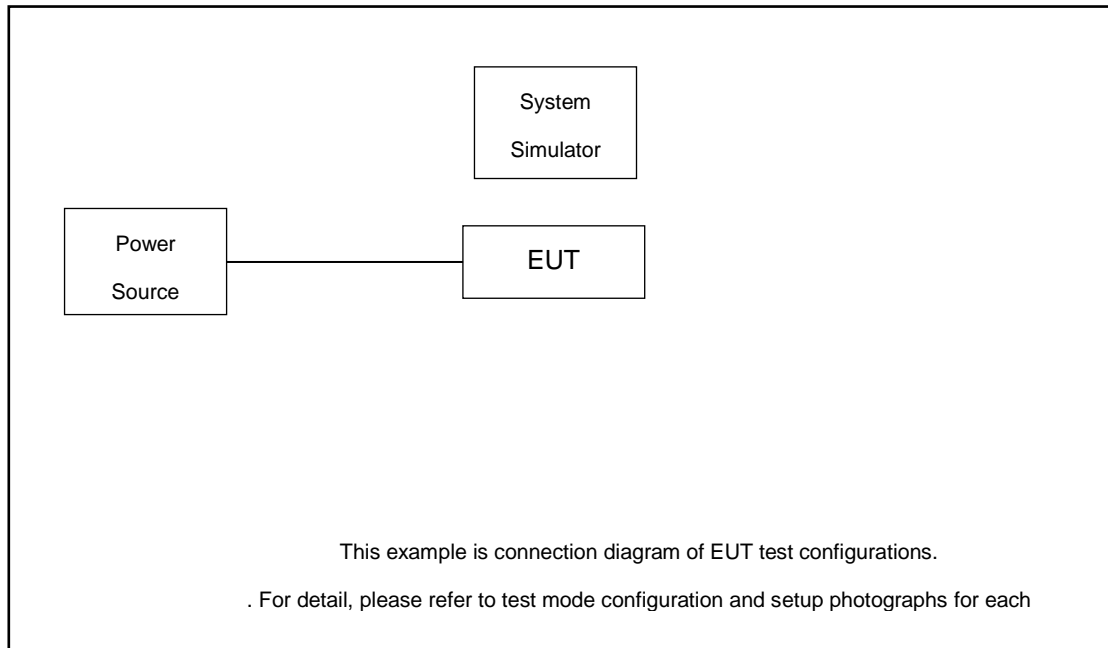 System
Simulator
Power
Source
EUT
This example is connection diagram of EUT test configurations.
. For detail, please refer to test mode configuration and setup photographs for each